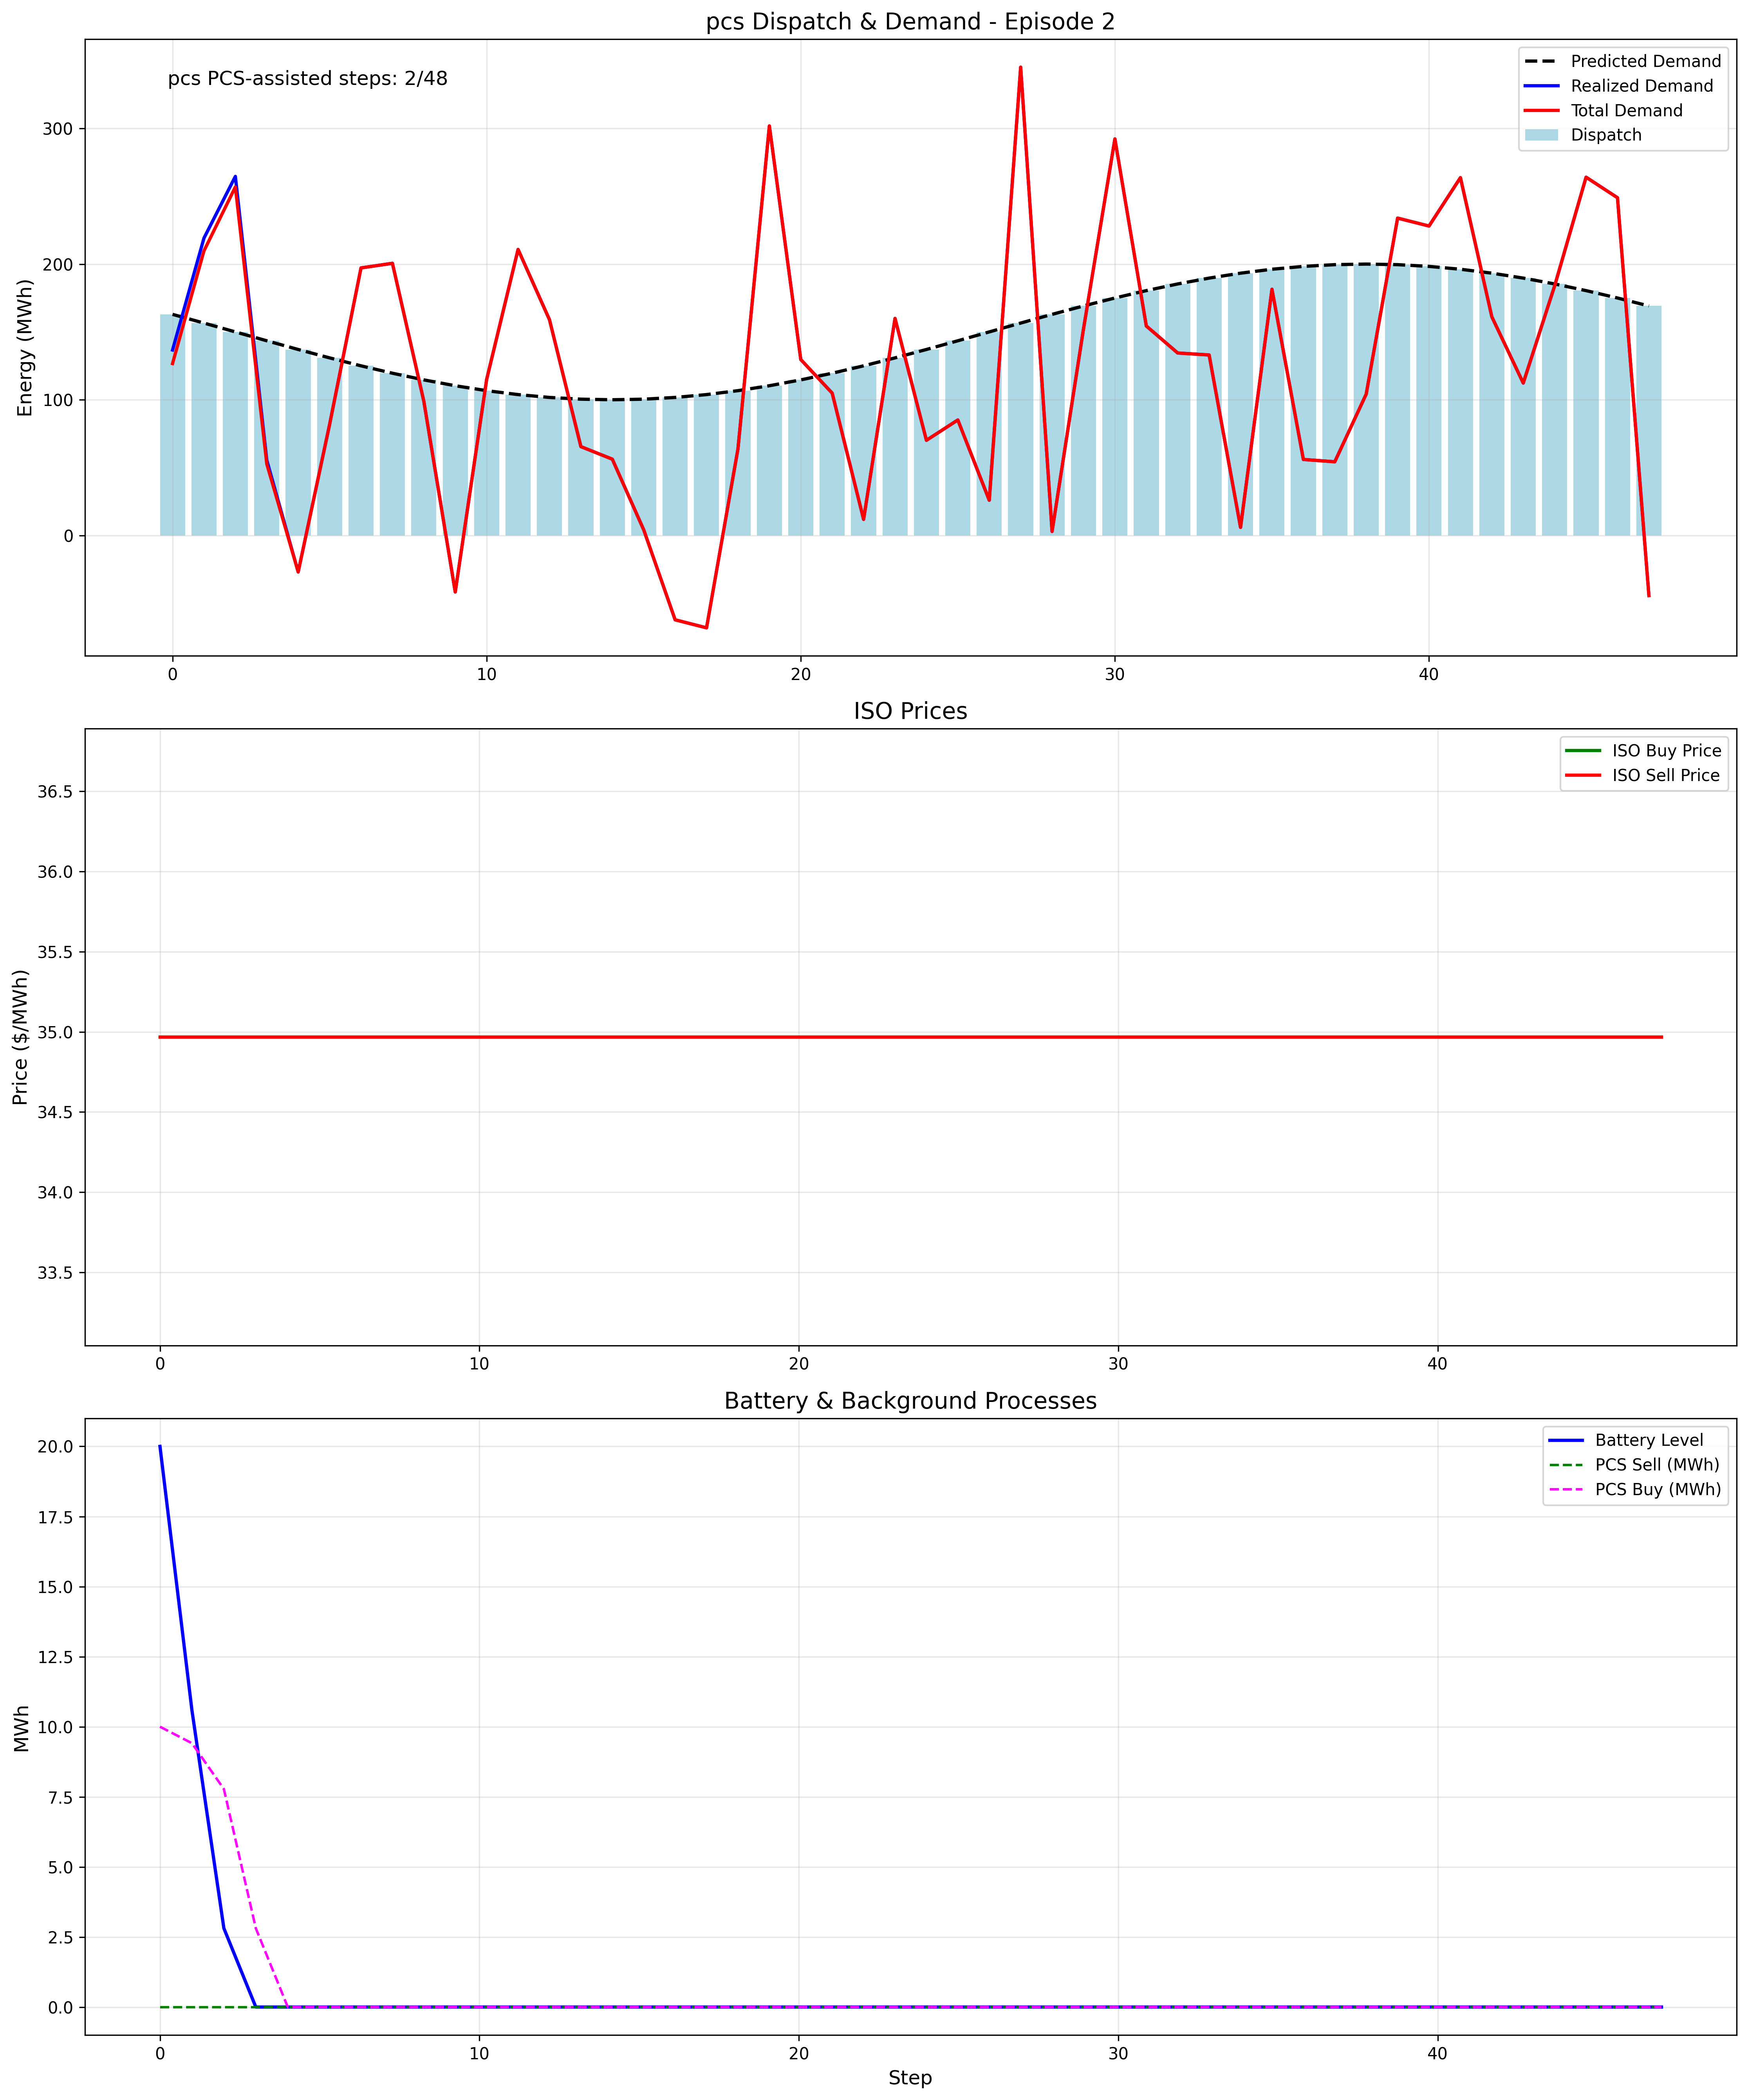 pcs Dispatch & Demand - Episode 2
pcs PCS-assisted steps: 2/48
Predicted Demand
Realized Demand
Total Demand
Dispatch
Energy (MWh)
300
200
100
0
0
10
20
30
40
ISO Prices
ISO Buy Price
ISO Sell Price
Price ($/MWh)
36.5
36.0
35.5
35.0
34.5
34.0
33.5
0
10
20
30
40
Battery & Background Processes
Battery Level
PCS Sell (MWh)
PCS Buy (MWh)
MWh
20.0
17.5
15.0
12.5
10.0
7.5
5.0
2.5
0.0
0
10
20
30
40
Step